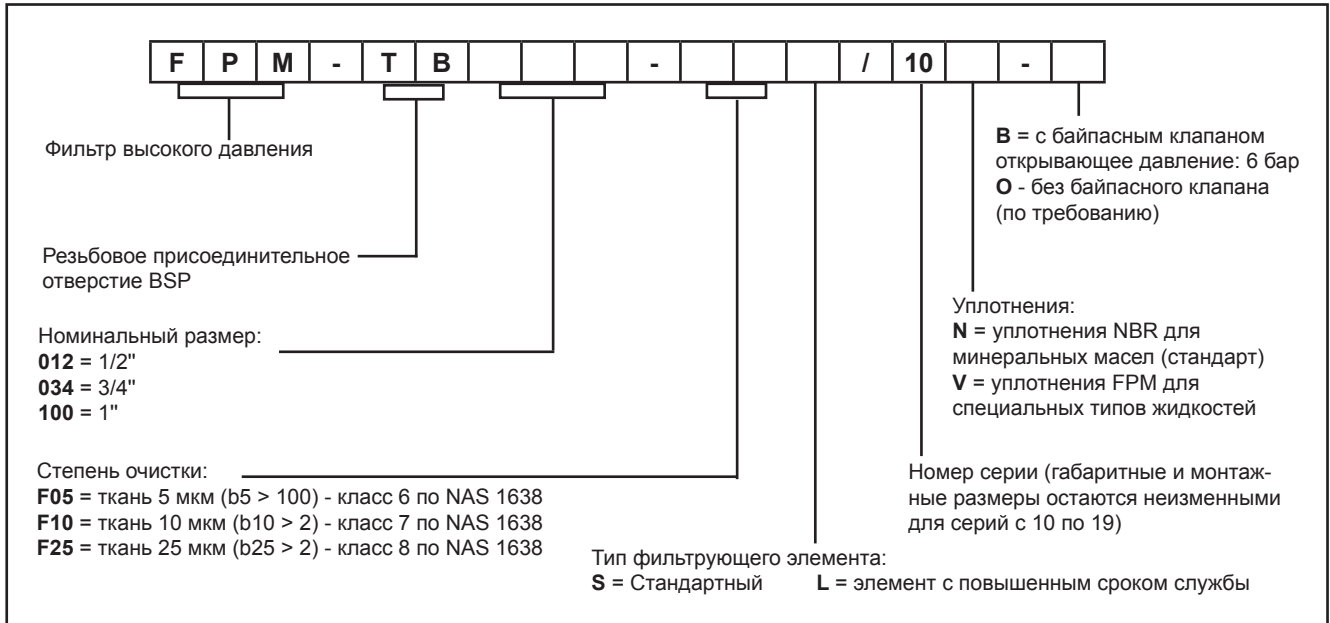 F P M - T B - / 10 -
Фильтр высокого давления
Резьбовое присоединительное
отверстие BSP
Номинальный размер:
012 = 1/2"
034 = 3/4"
100 = 1"
Степень очистки:
F05 = ткань 5 мкм (b5 > 100) - класс 6 по NAS 1638
F10 = ткань 10 мкм (b10 > 2) - класс 7 по NAS 1638
F25 = ткань 25 мкм (b25 > 2) - класс 8 по NAS 1638
Тип фильтрующего элемента:
S = Стандартный L = элемент с повышенным сроком службы
Номер серии (габаритные и монтаж-
ные размеры остаются неизменными
для серий с 10 по 19)
Уплотнения:
N = уплотнения NBR для
минеральных масел (стандарт)
V = уплотнения FPM для
специальных типов жидкостей
B = с байпасным клапаном
открывающее давление: 6 бар
O - без байпасного клапана
(по требованию)